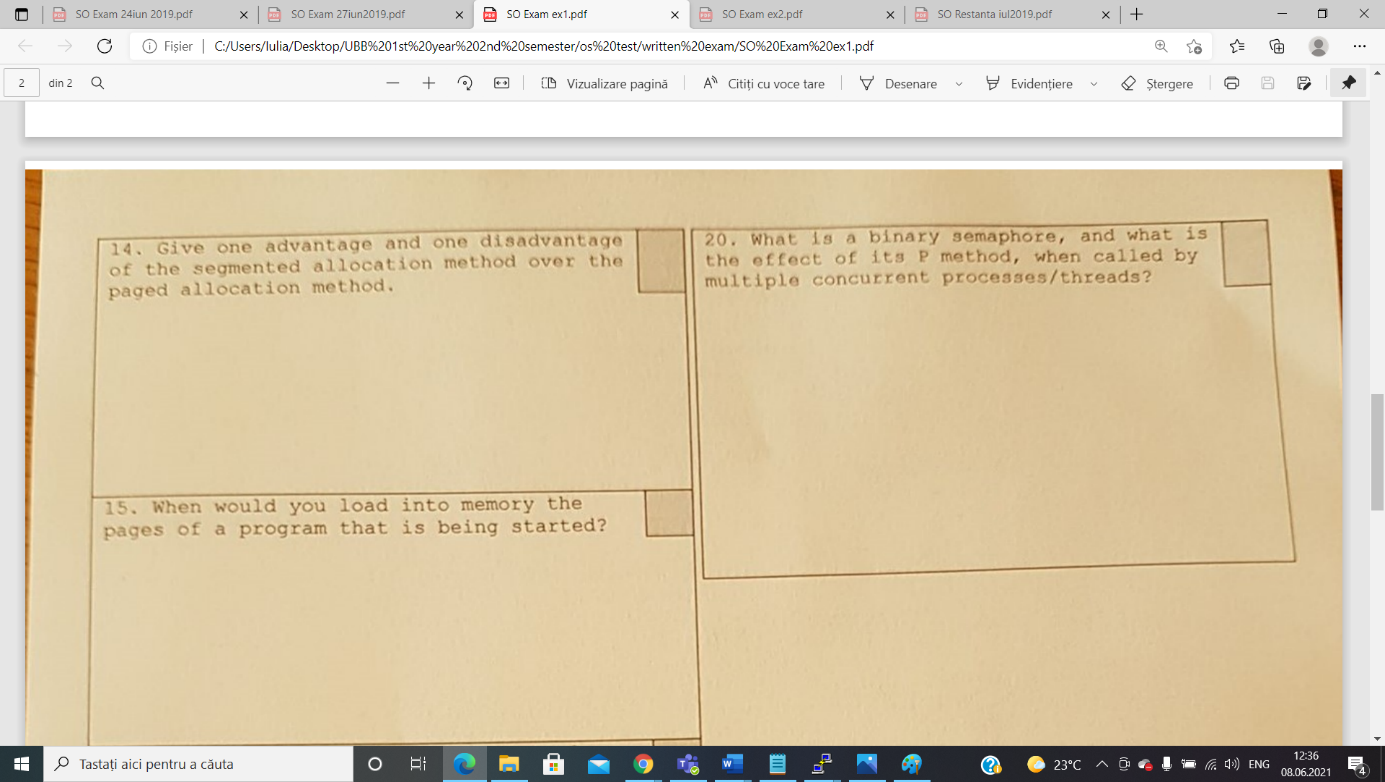 SO Exam 24iun 2019.pdf
SO Exam 27iun2019.pdf
SO Exam ex1.pdf
SO Exam ex2.pdf
SO Restanta iul2019.pdf
Fișier
C:/Users/Iulia/Desktop/UBB%201st%20year%202nd%20semester/os%20test/written%20exam/SO%20Exam%20ex1.pdf
2
din 2
Vizualizare pagină
Citiți cu voce tare
Desenare
Evidențiere
Ștergere
14. Give one advantage and one disadvantage
of the segmented allocation method over the
paged allocation method.
15. When would you load into memory the
pages of a program that is being started?
20. What is a binary semaphore, and what is
the effect of its P method, when called by
multiple concurrent processes/threads?
Tastați aici pentru a căuta
23°C
ENG
12:36
08.06.2021
4